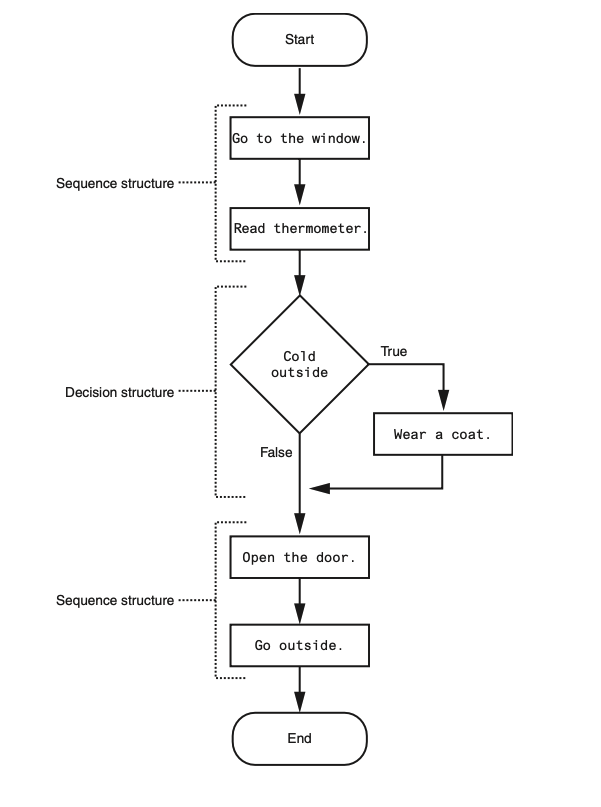 Start
Go to the window.
Sequence structure
Read thermometer.
Cold
outside
True
Decision structure
Wear a coat.
False
Open the door.
Sequence structure
Go outside.
End